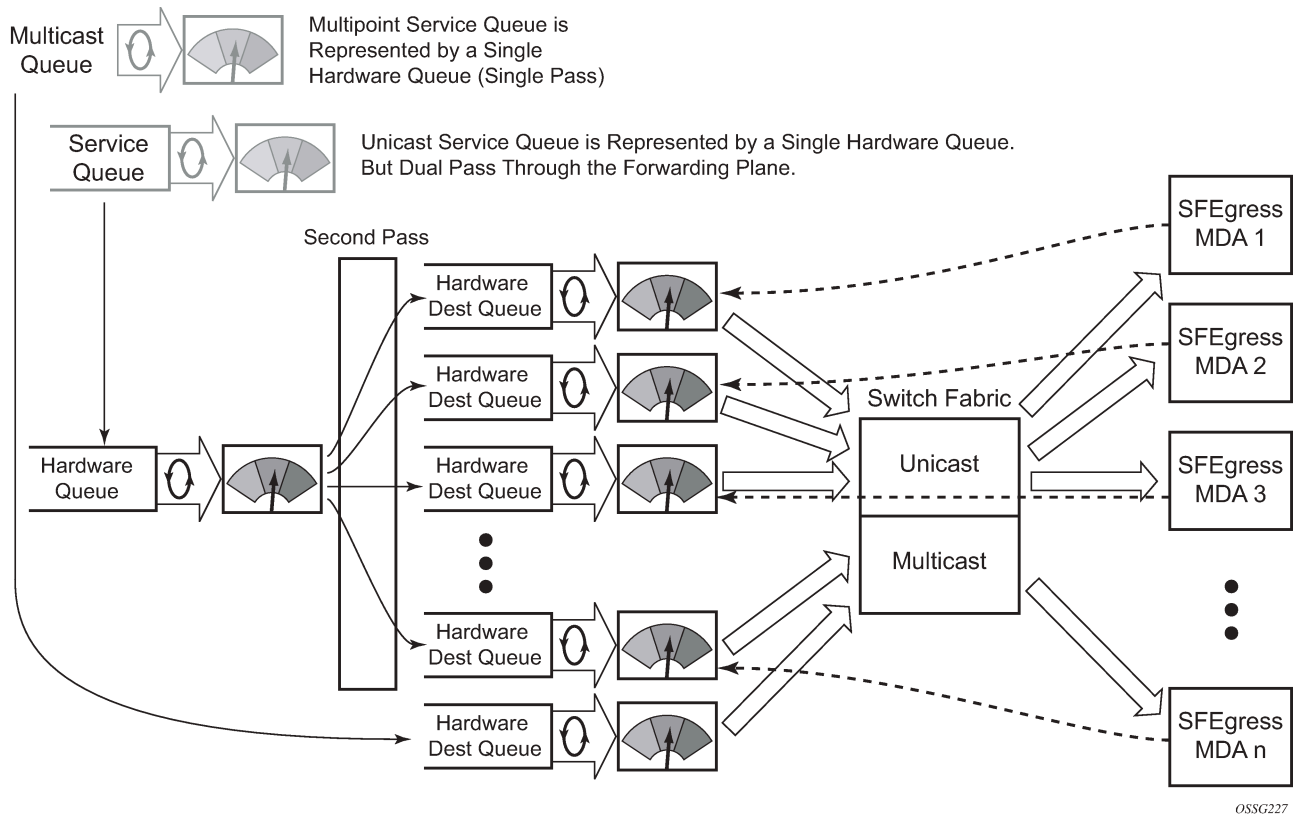 Multicast
Queue
Multipoint Service Queue is
Represented by a Single
Hardware Queue (Single Pass)
Service
Queue
Unicast Service Queue is Represented by a Single Hardware Queue.
But Dual Pass Through the Forwarding Plane.
Second Pass
Hardware
Queue
Hardware
Dest Queue
Hardware
Dest Queue
Hardware
Dest Queue
Hardware
Dest Queue
Hardware
Dest Queue
Switch Fabric
Unicast
Multicast
SFEgress
MDA 1
SFEgress
MDA 2
SFEgress
MDA 3
SFEgress
MDA n
OSSG227